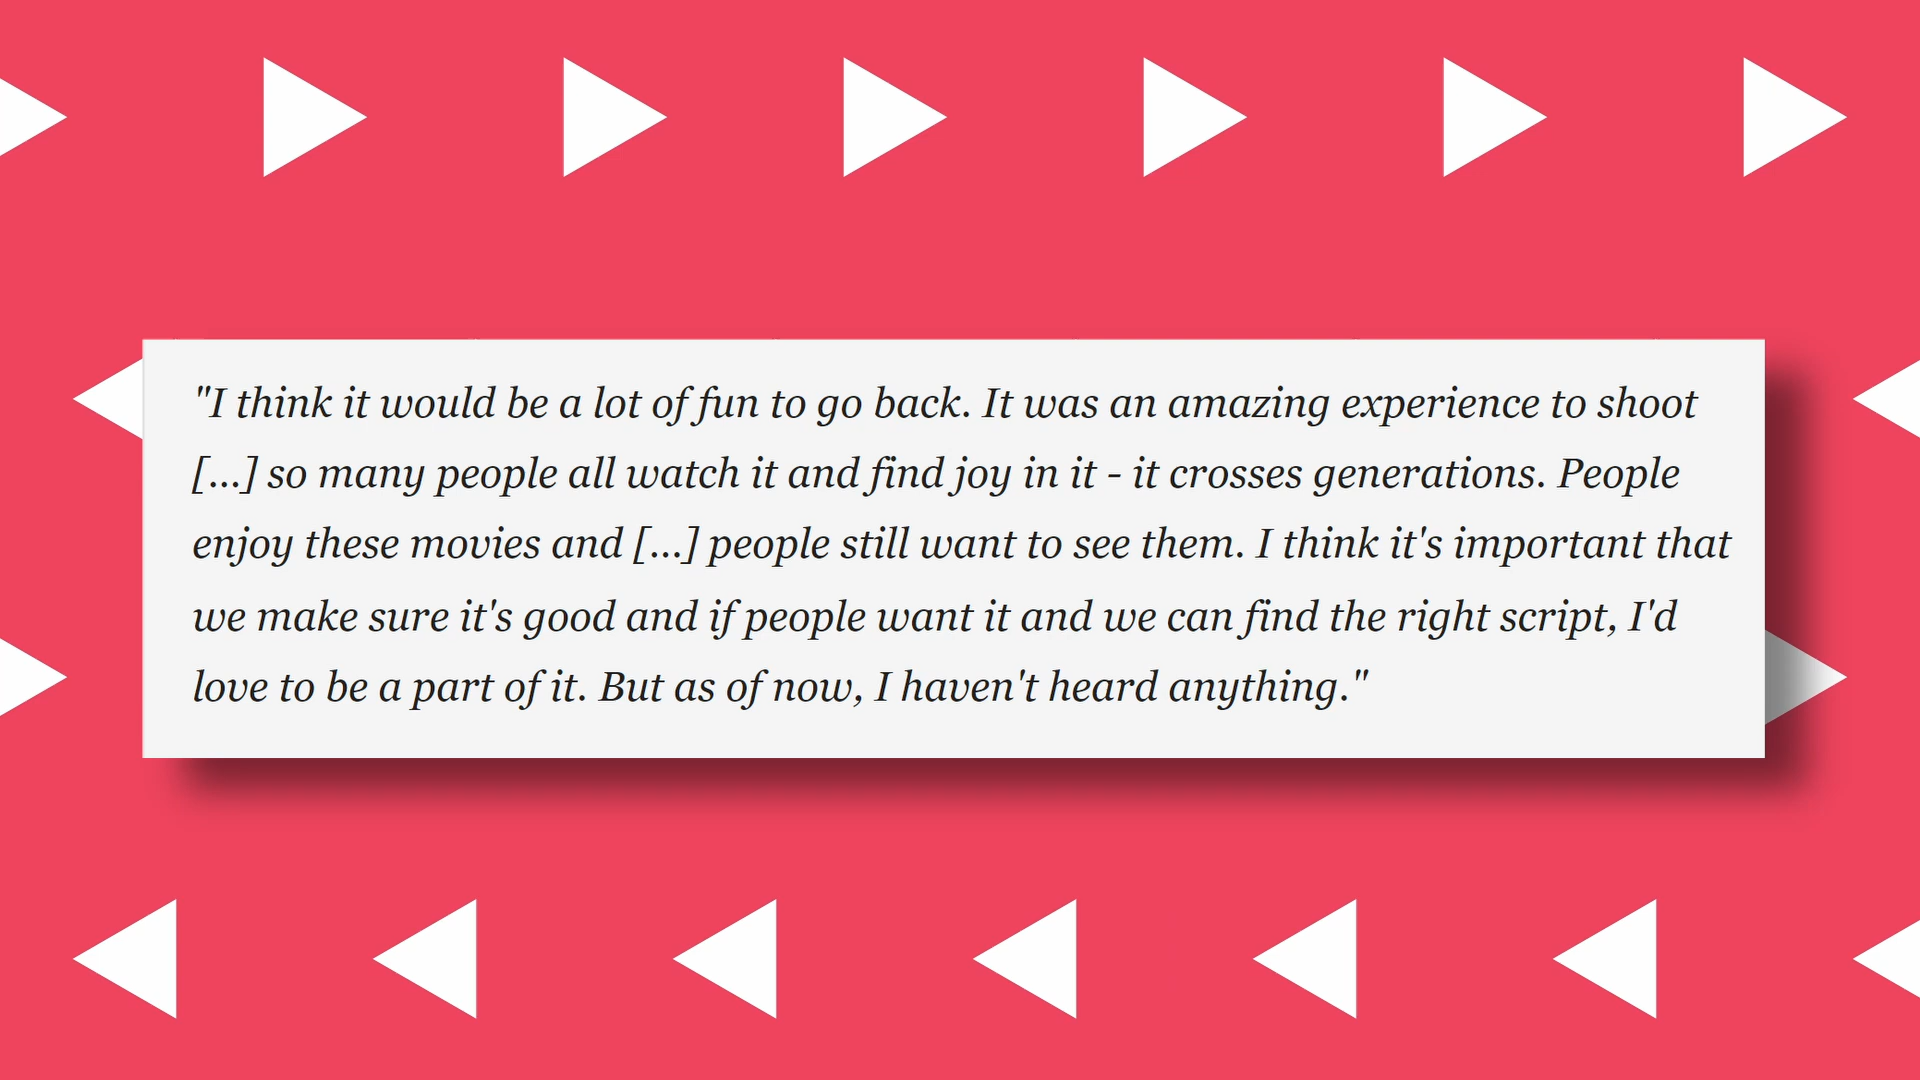 "I think it would be a lot of fun to go back. It was an amazing experience to shoot
[...] so many people all watch it and find joy in it - it crosses generations. People
enjoy these movies and [...] people still want to see them. I think it's important that
we make sure it's good and if people want it and we can find the right script, I'd
love to be a part of it. But as of now, I haven't heard anything."